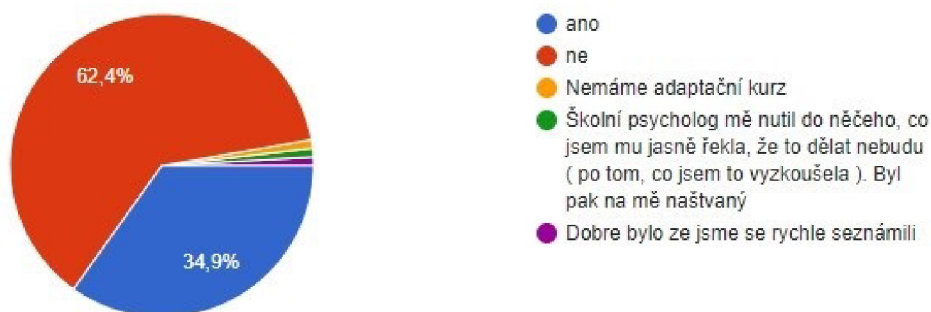 62,4%
34,9%
ano
ne
Nemáme adaptační kurz
Školní psycholog mě nutil do něčeho, co
jsem mu jasně řekla, že to dělat nebudu
( po tom, co jsem to vyzkoušela ). Byl
pak na mě naštvaný
Dobre bylo ze jsme se rychle seznámili